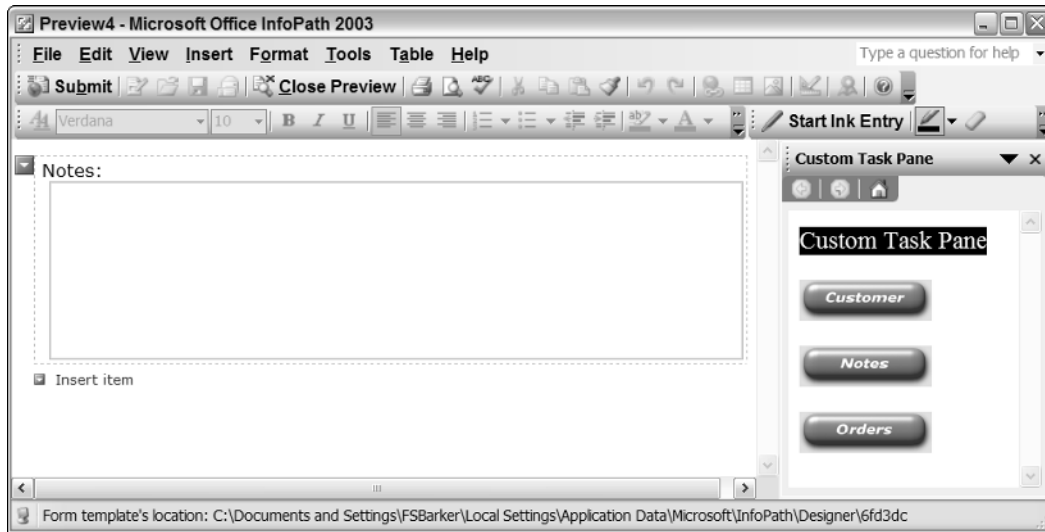 Preview4 - Microsoft Office InfoPath 2003
File Edit View Insert Format Tools Table Help
Type a question for help
Submit Close Preview
Verdana 10 B I U Start Ink Entry
Custom Task Pane
Notes:
Custom Task Pane
Customer
Notes
Orders
Insert item
Form template's location: C:\Documents and Settings\FSBarker\Local Settings\Application Data\Microsoft\InfoPath\Designer\6fd3dc